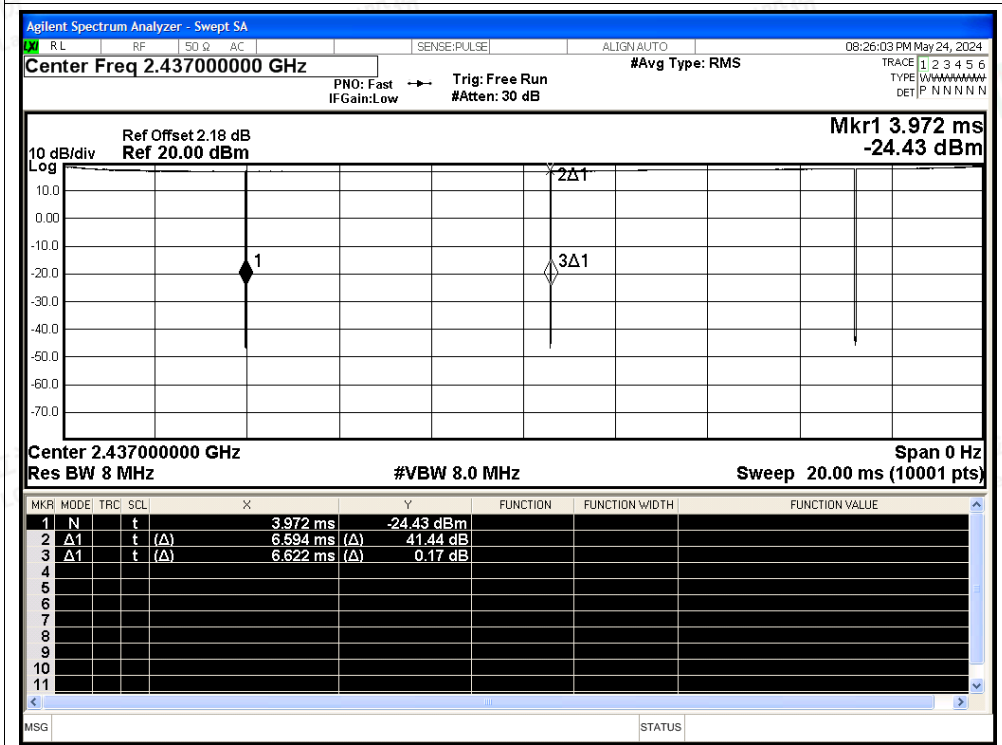 Agilent Spectrum Analyzer - Swept SA
LXI RL RF 50 Ω AC SENSE:PULSE ALIGN AUTO 08:26:03 PM May 24, 2024
Center Freq 2.437000000 GHz #Avg Type: RMS TRACE 1 2 3 4 5 6
PNO: Fast Trig: Free Run TYPE WWWWWW
IFGain:Low #Atten: 30 dB DET P N N N N N
Mkr1 3.972 ms
Ref Offset 2.18 dB
10 dB/div Ref 20.00 dBm -24.43 dBm
Log
2Δ1
10.0
0.00
-10.0
1 3Δ1
-20.0
-30.0
-40.0
-50.0
-60.0
-70.0
Center 2.437000000 GHz Span 0 Hz
Res BW 8 MHz #VBW 8.0 MHz Sweep 20.00 ms (10001 pts)
MKR MODE TRC SCL X Y FUNCTION FUNCTION WIDTH FUNCTION VALUE
1 N t 3.972 ms -24.43 dBm
2 Δ1 t (Δ) 6.594 ms (Δ) 41.44 dB
3 Δ1 t (Δ) 6.622 ms (Δ) 0.17 dB
4
5
6
7
8
9
10
11
MSG STATUS